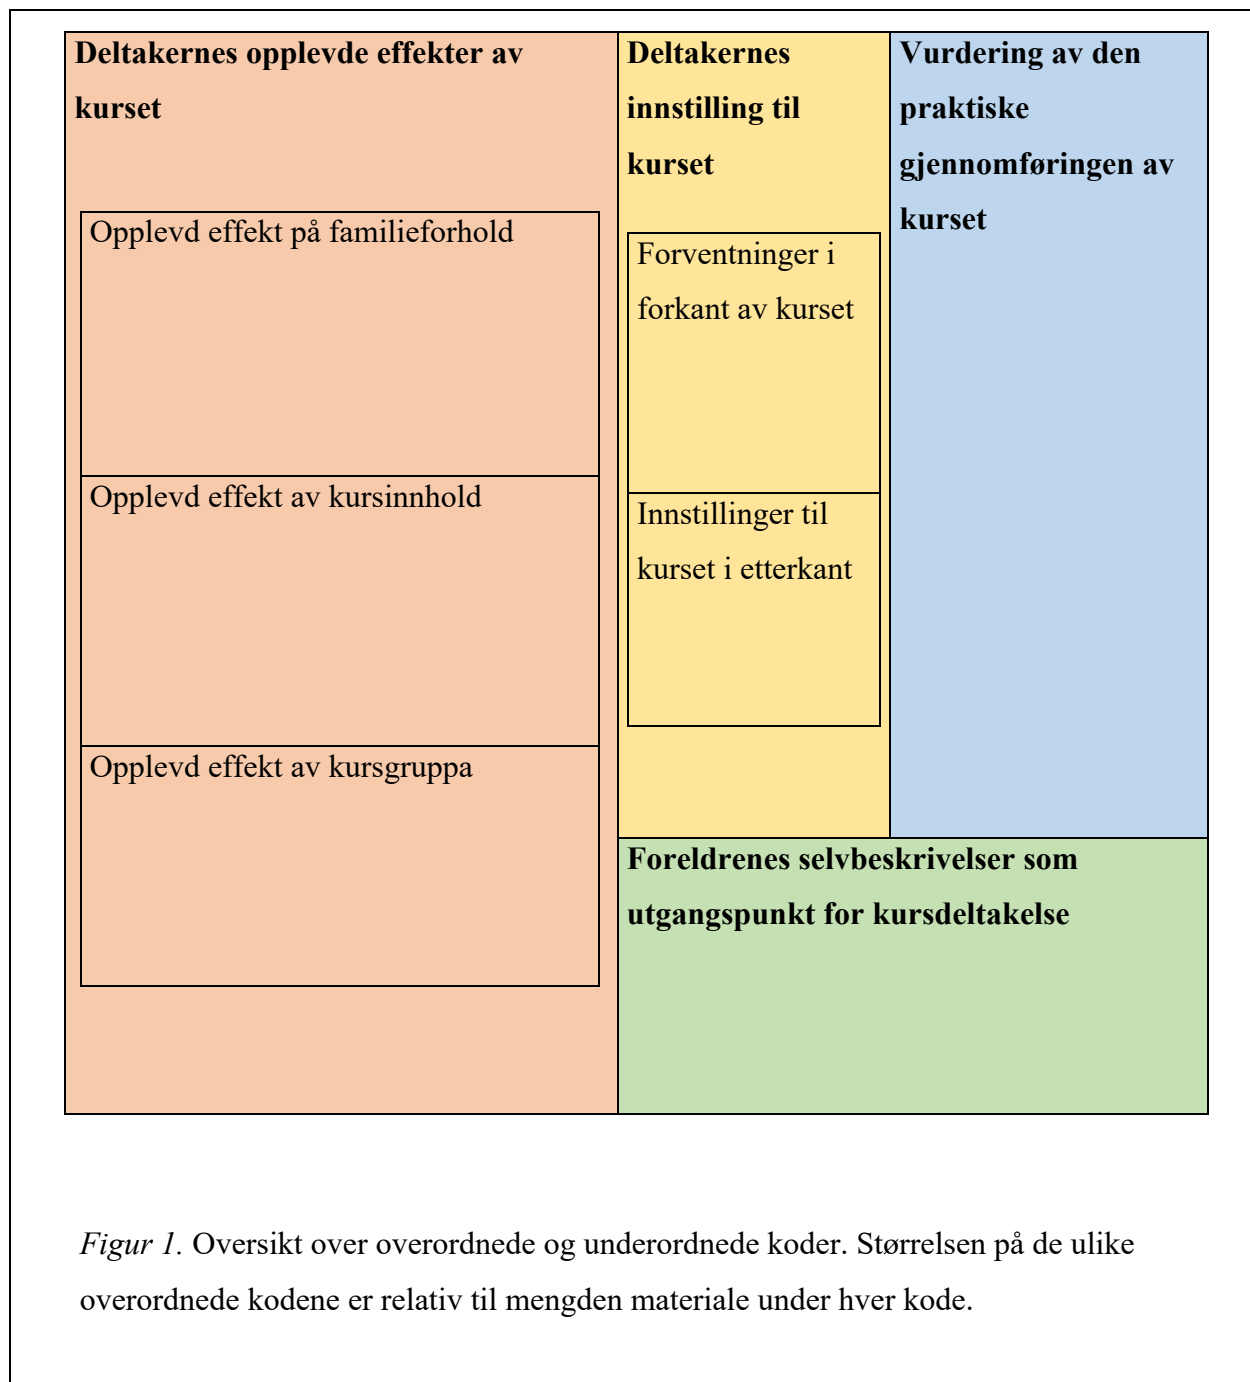 Deltakernes opplevde effekter av
kurset
Opplevd effekt på familieforhold
Opplevd effekt av kursinnhold
Opplevd effekt av kursgruppa
Deltakernes
innstilling til
kurset
Forventninger i
forkant av kurset
Innstillinger til
kurset i etterkant
Vurdering av den
praktiske
gjennomføringen av
kurset
Foreldrenes selvbeskrivelser som
utgangspunkt for kursdeltakelse
Figur 1. Oversikt over overordnede og underordnede koder. Størrelsen på de ulike
overordnede kodene er relativ til mengden materiale under hver kode.